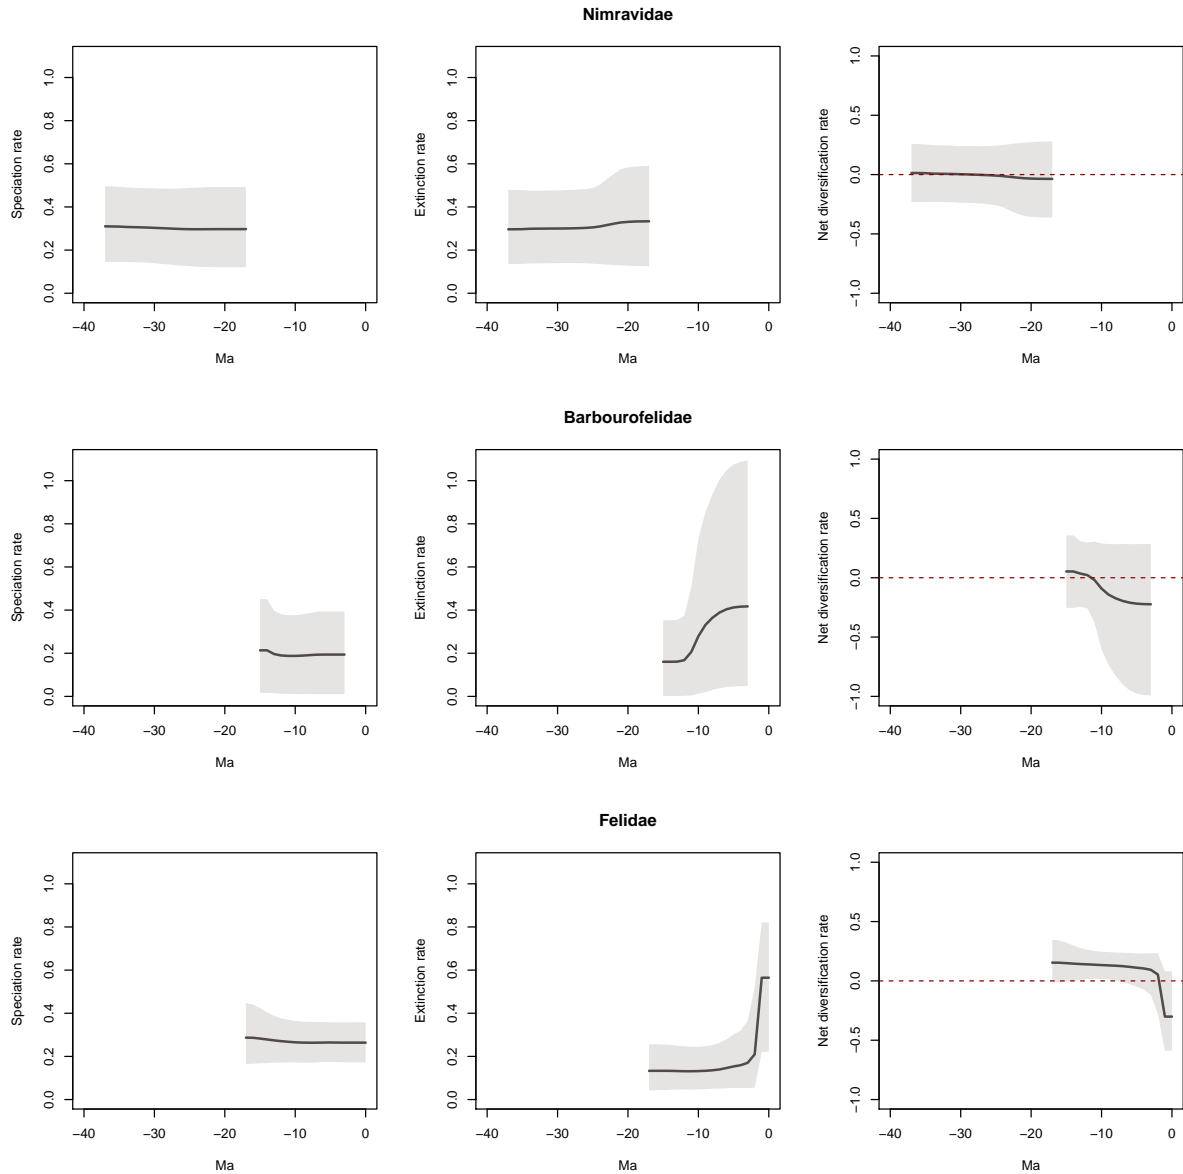 Nimravidae
Speciation rate
0.0 0.2 0.4 0.6 0.8 1.0
−40 −30 −20 −10 0
Ma
Extinction rate
0.0 0.2 0.4 0.6 0.8 1.0
−40 −30 −20 −10 0
Ma
Net diversification rate
−1.0 −0.5 0.0 0.5 1.0
−40 −30 −20 −10 0
Ma
Barbourofelidae
Speciation rate
0.0 0.2 0.4 0.6 0.8 1.0
−40 −30 −20 −10 0
Ma
Extinction rate
0.0 0.2 0.4 0.6 0.8 1.0
−40 −30 −20 −10 0
Ma
Net diversification rate
−1.0 −0.5 0.0 0.5 1.0
−40 −30 −20 −10 0
Ma
Felidae
Speciation rate
0.0 0.2 0.4 0.6 0.8 1.0
−40 −30 −20 −10 0
Ma
Extinction rate
0.0 0.2 0.4 0.6 0.8 1.0
−40 −30 −20 −10 0
Ma
Net diversification rate
−1.0 −0.5 0.0 0.5 1.0
−40 −30 −20 −10 0
Ma